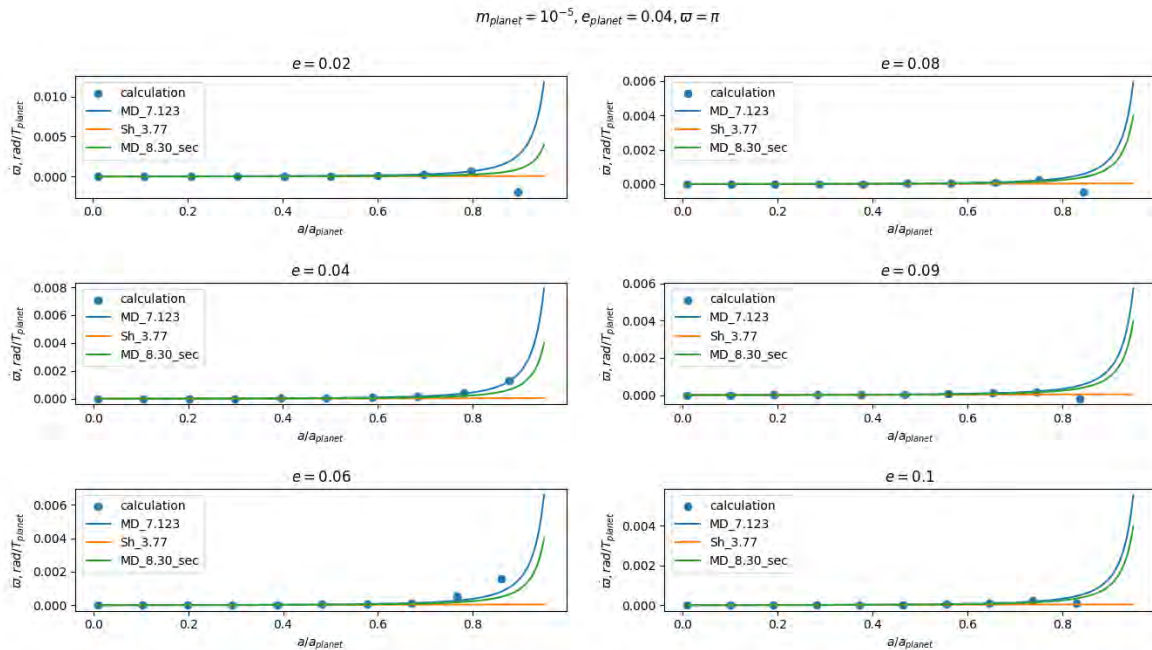 m_planet = 10^-5, e_planet = 0.04, ϖ = π
e = 0.02
0.010
0.005
0.000
ϖ̇, rad/T_planet
calculation
MD_7.123
Sh_3.77
MD_8.30_sec
0.0 0.2 0.4 0.6 0.8
a/a_planet
e = 0.08
0.006
0.004
0.002
0.000
ϖ̇, rad/T_planet
calculation
MD_7.123
Sh_3.77
MD_8.30_sec
0.0 0.2 0.4 0.6 0.8
a/a_planet
e = 0.04
0.008
0.006
0.004
0.002
0.000
ϖ̇, rad/T_planet
calculation
MD_7.123
Sh_3.77
MD_8.30_sec
0.0 0.2 0.4 0.6 0.8
a/a_planet
e = 0.09
0.006
0.004
0.002
0.000
ϖ̇, rad/T_planet
calculation
MD_7.123
Sh_3.77
MD_8.30_sec
0.0 0.2 0.4 0.6 0.8
a/a_planet
e = 0.06
0.006
0.004
0.002
0.000
ϖ̇, rad/T_planet
calculation
MD_7.123
Sh_3.77
MD_8.30_sec
0.0 0.2 0.4 0.6 0.8
a/a_planet
e = 0.1
0.004
0.002
0.000
ϖ̇, rad/T_planet
calculation
MD_7.123
Sh_3.77
MD_8.30_sec
0.0 0.2 0.4 0.6 0.8
a/a_planet